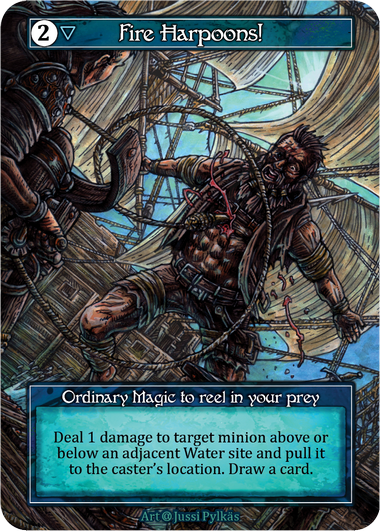 2
Fire Harpoons!
Ordinary Magic to reel in your prey
Deal 1 damage to target minion above or
below an adjacent Water site and pull it
to the caster's location. Draw a card.
Art @ Jussi Pylkäs